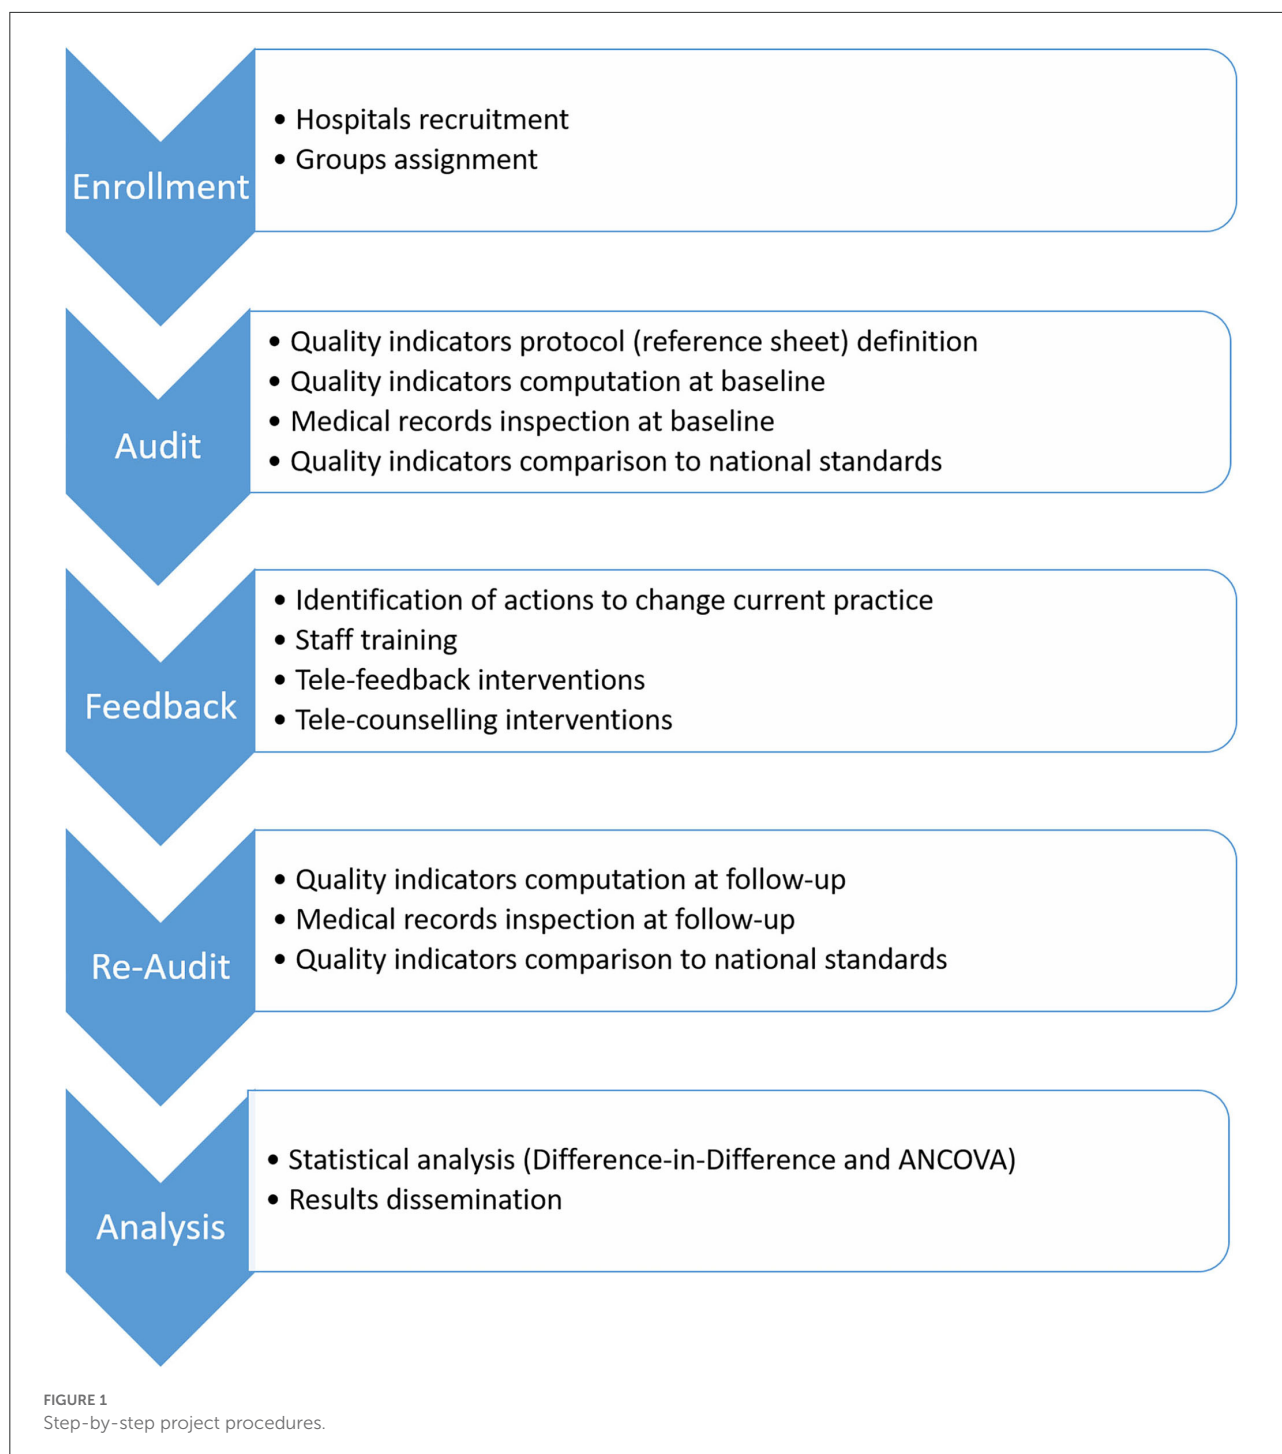 Enrollment
• Hospitals recruitment
• Groups assignment
Audit
• Quality indicators protocol (reference sheet) definition
• Quality indicators computation at baseline
• Medical records inspection at baseline
• Quality indicators comparison to national standards
Feedback
• Identification of actions to change current practice
• Staff training
• Tele-feedback interventions
• Tele-counselling interventions
Re-Audit
• Quality indicators computation at follow-up
• Medical records inspection at follow-up
• Quality indicators comparison to national standards
Analysis
• Statistical analysis (Difference-in-Difference and ANCOVA)
• Results dissemination
FIGURE 1
Step-by-step project procedures.